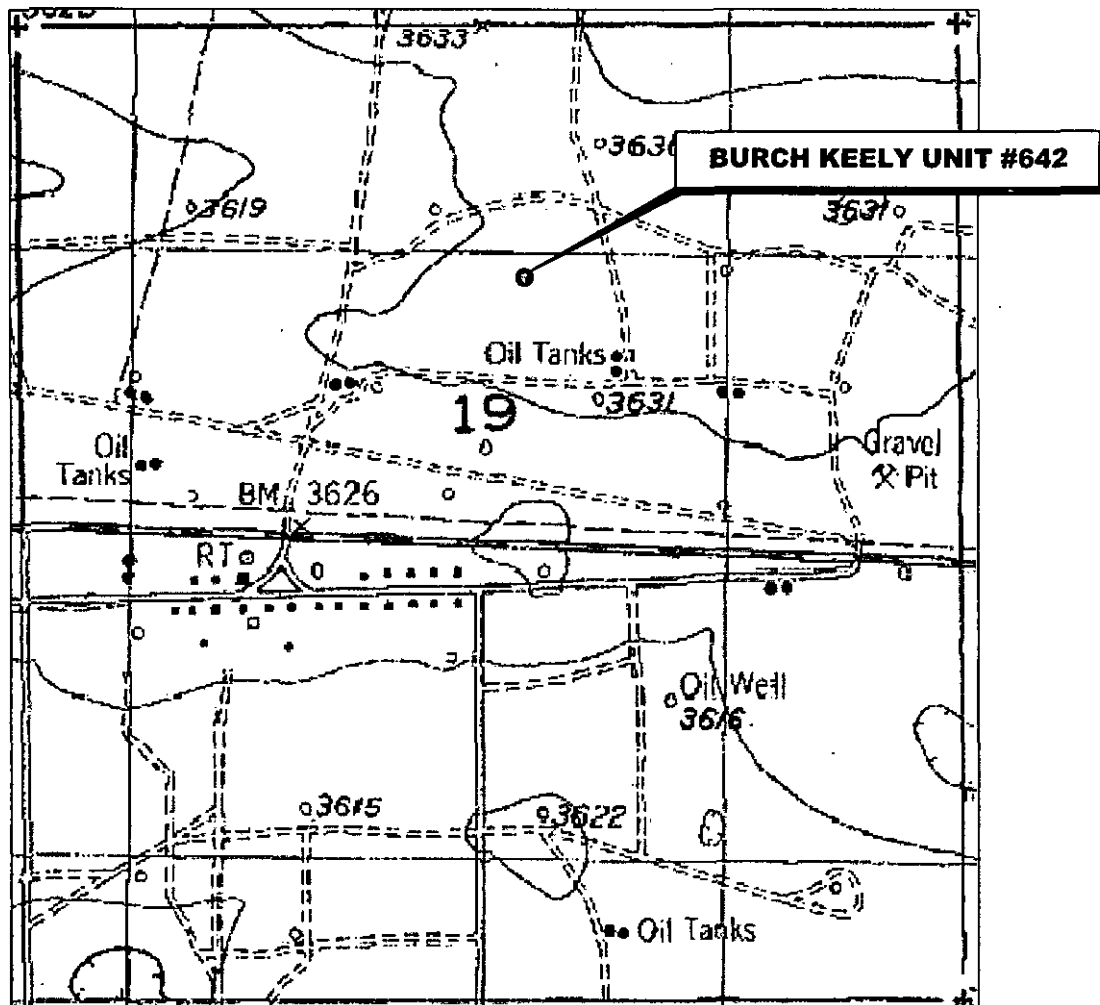 3633
BURCH KEELY UNIT #642
3619
3631
Oil Tanks
3631
19
Oil
Tanks
Gravel
Pit
BM
3626
RT
Oil Well
3616
3615
3622
Oil Tanks